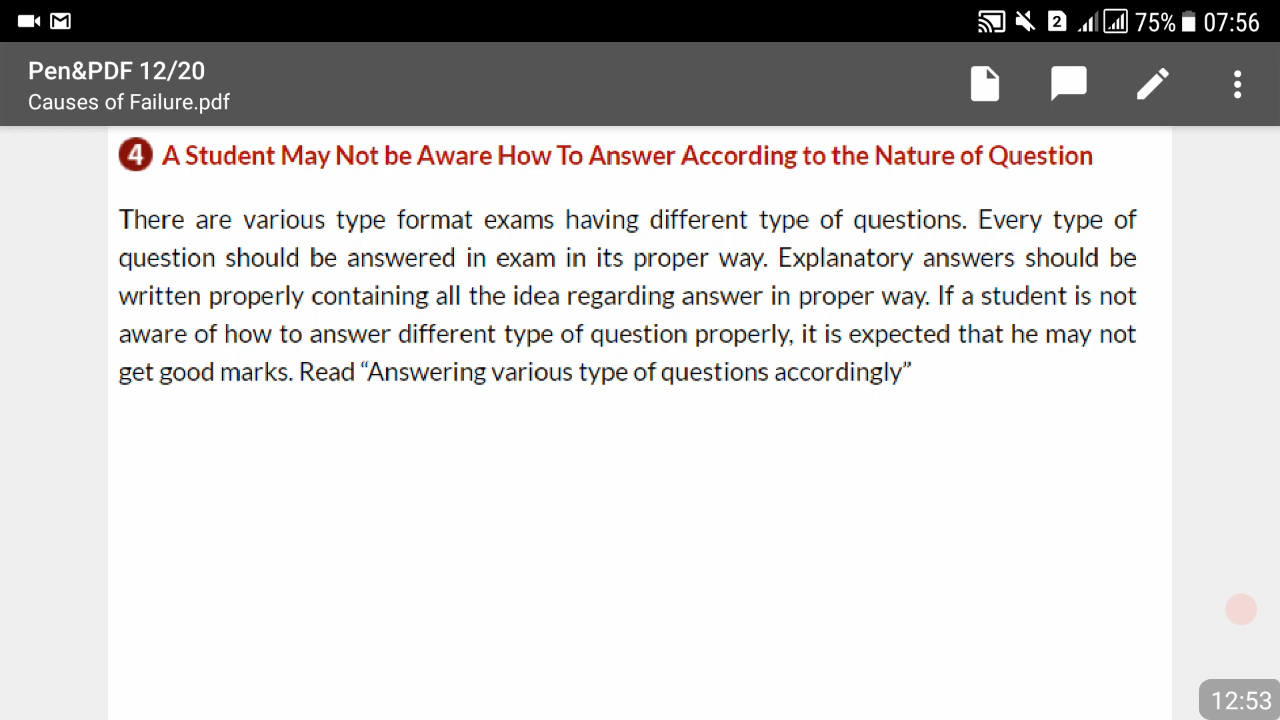 2 75% 07:56
Pen&PDF 12/20
Causes of Failure.pdf
4 A Student May Not be Aware How To Answer According to the Nature of Question
There are various type format exams having different type of questions. Every type of
question should be answered in exam in its proper way. Explanatory answers should be
written properly containing all the idea regarding answer in proper way. If a student is not
aware of how to answer different type of question properly, it is expected that he may not
get good marks. Read “Answering various type of questions accordingly”
12:53